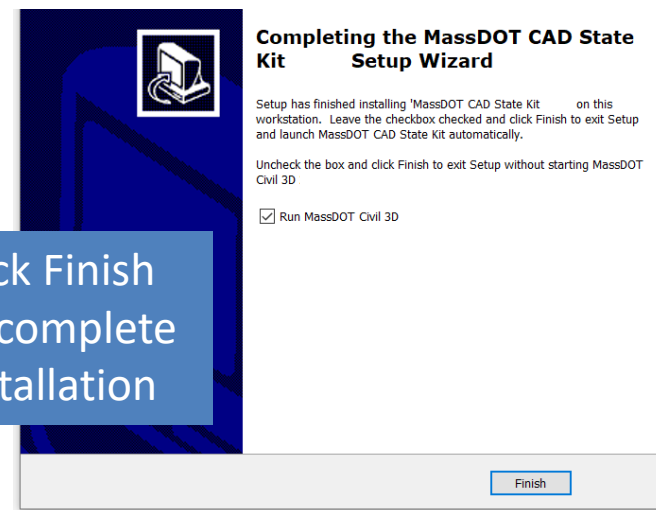 Completing the MassDOT CAD State
Kit Setup Wizard
Setup has finished installing 'MassDOT CAD State Kit on this
workstation. Leave the checkbox checked and click Finish to exit Setup
and launch MassDOT CAD State Kit automatically.
Uncheck the box and click Finish to exit Setup without starting MassDOT
Civil 3D
Run MassDOT Civil 3D
ck Finish
complete
tallation
Finish